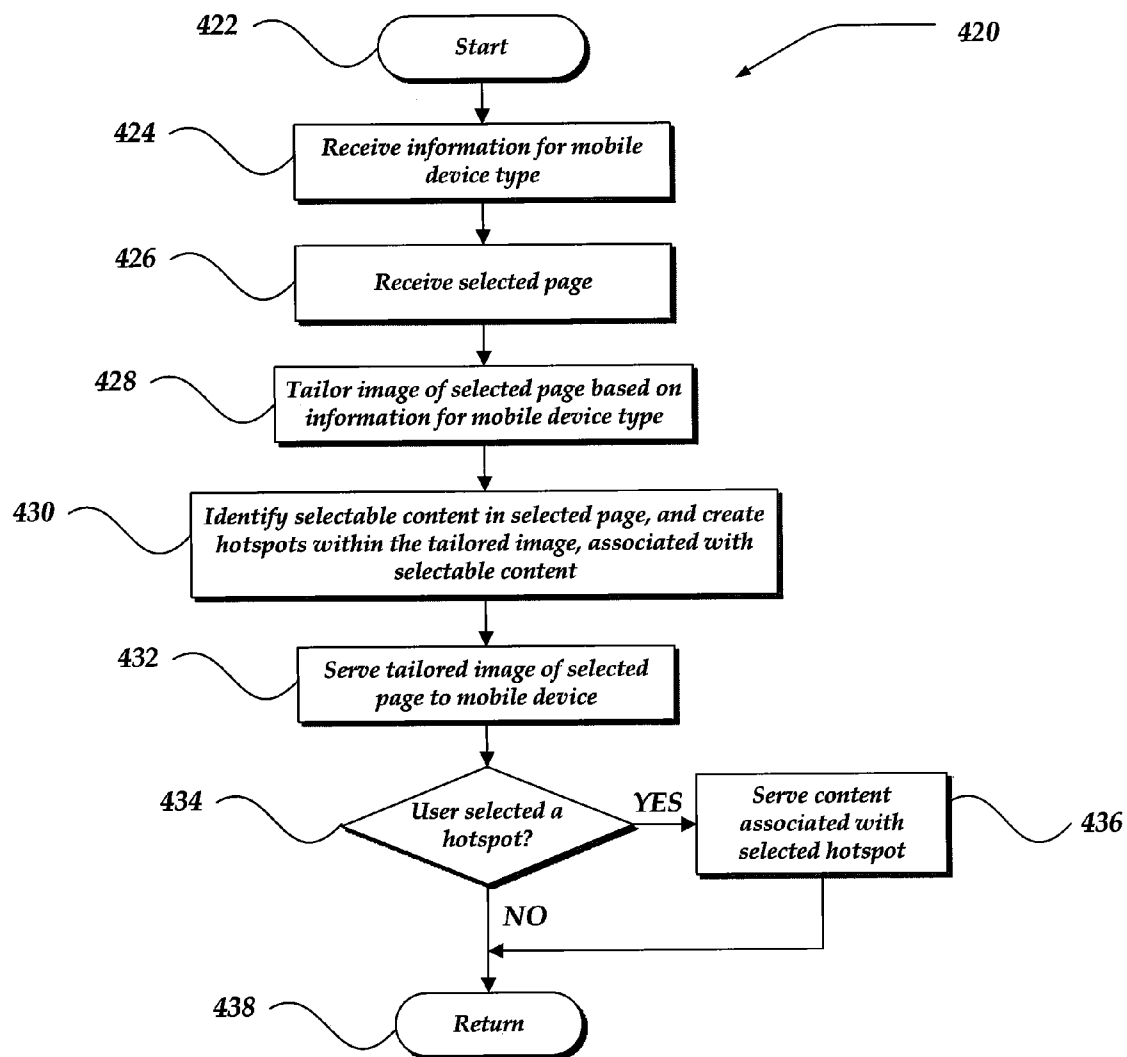 422
Start
420
424
Receive information for mobile
device type
426
Receive selected page
428
Tailor image of selected page based on
information for mobile device type
430
Identify selectable content in selected page, and create
hotspots within the tailored image, associated with
selectable content
432
Serve tailored image of selected
page to mobile device
434
User selected a
hotspot?
YES
Serve content
associated with
selected hotspot
436
NO
438
Return